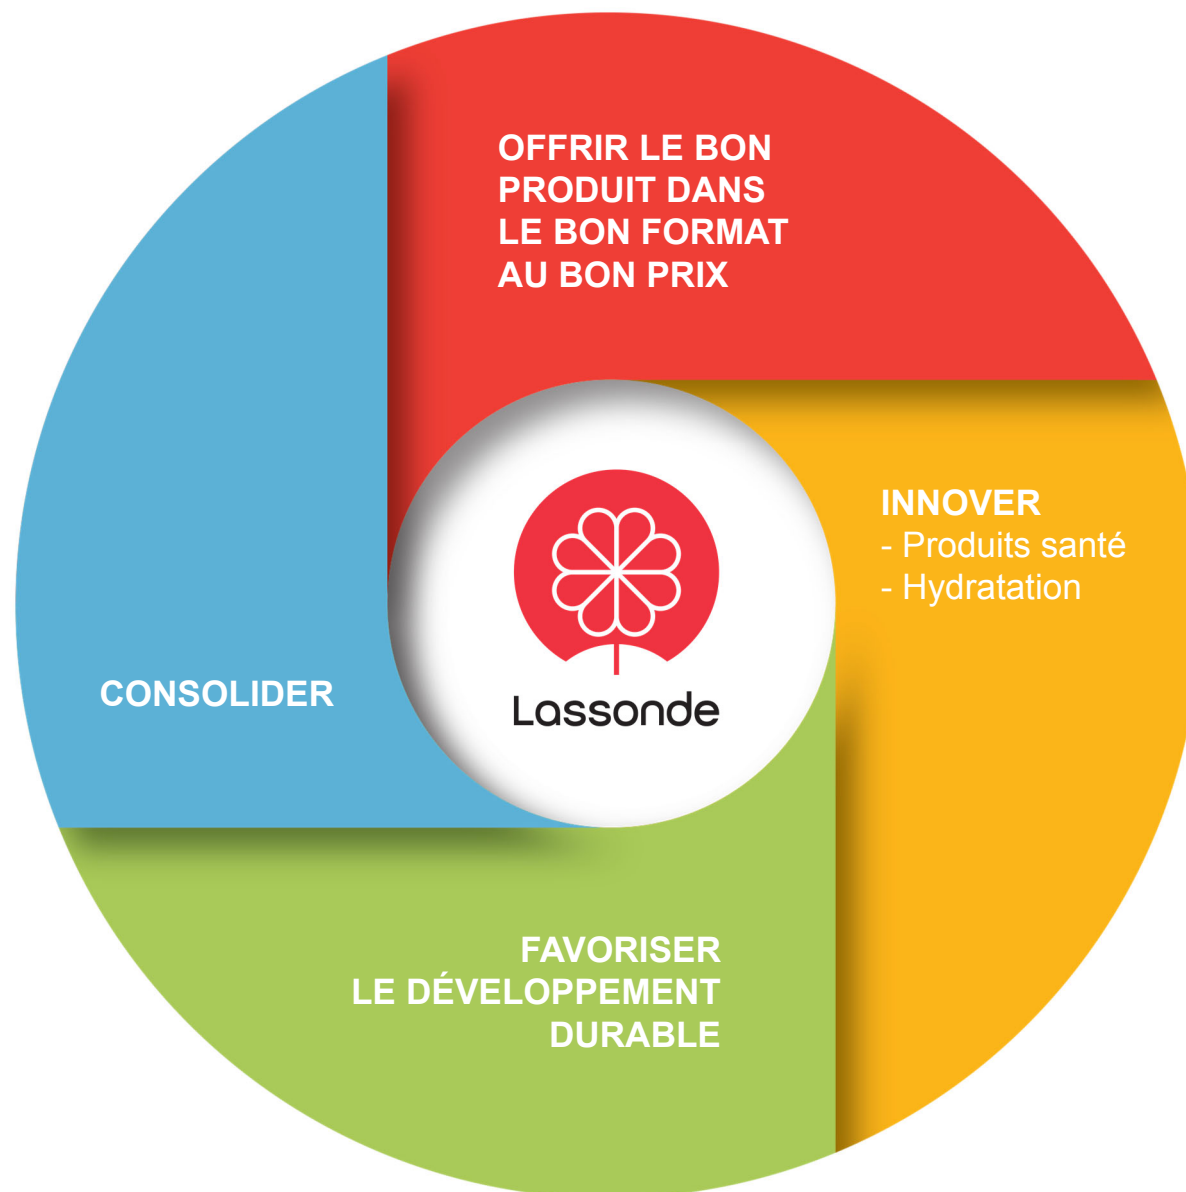 OFFRIR LE BON
PRODUIT DANS
LE BON FORMAT
AU BON PRIX
INNOVER
- Produits santé
- Hydratation
Lassonde
CONSOLIDER
FAVORISER
LE DÉVELOPPEMENT
DURABLE